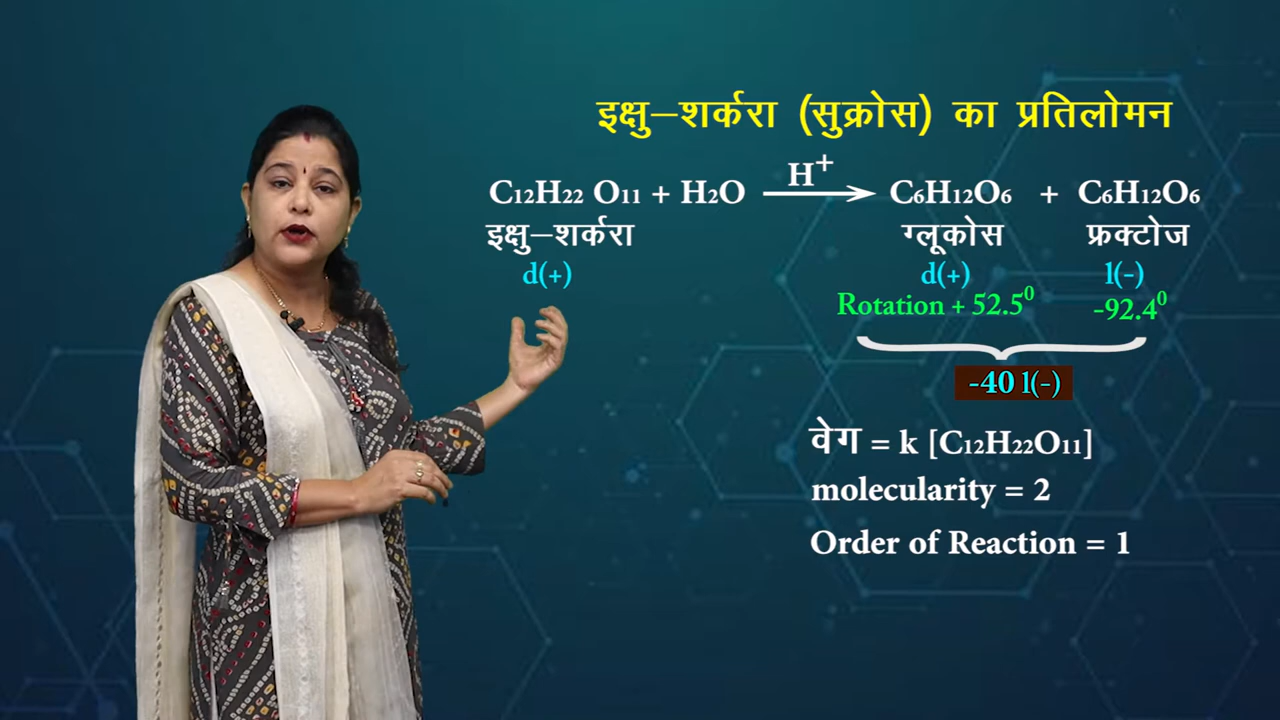 इक्षु–शर्करा (सुक्रोस) का प्रतिलोमन
C₁₂H₂₂ O₁₁ + H₂O H⁺ → C₆H₁₂O₆ + C₆H₁₂O₆
इक्षु–शर्करा ग्लूकोस फ्रक्टोज
d(+) d(+) l(-)
Rotation + 52.5⁰ -92.4⁰
-40 l(-)
वेग = k [C₁₂H₂₂O₁₁]
molecularity = 2
Order of Reaction = 1